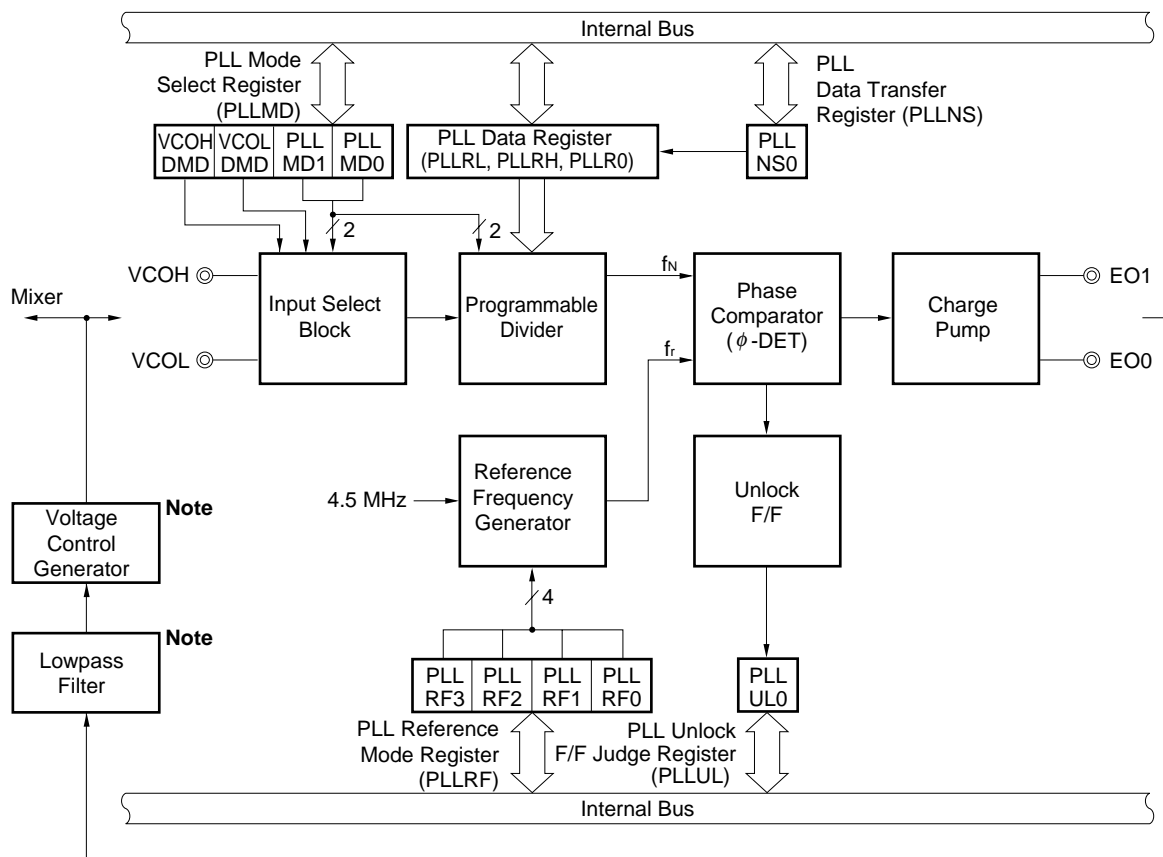 Internal Bus
PLL Mode
Select Register
(PLLMD)
PLL
Data Transfer
Register (PLLNS)
VCOH
DMD
VCOL
DMD
PLL
MD1
PLL
MD0
PLL Data Register
(PLLRL, PLLRH, PLLR0)
PLL
NS0
2
2
VCOH
VCOL
Mixer
Input Select
Block
Programmable
Divider
fN
fr
Phase
Comparator
(ϕ-DET)
Charge
Pump
EO1
EO0
4.5 MHz
Reference
Frequency
Generator
Unlock
F/F
Note
Voltage
Control
Generator
Note
Lowpass
Filter
4
PLL
RF3
PLL
RF2
PLL
RF1
PLL
RF0
PLL
UL0
PLL Reference
Mode Register
(PLLRF)
PLL Unlock
F/F Judge Register
(PLLUL)
Internal Bus